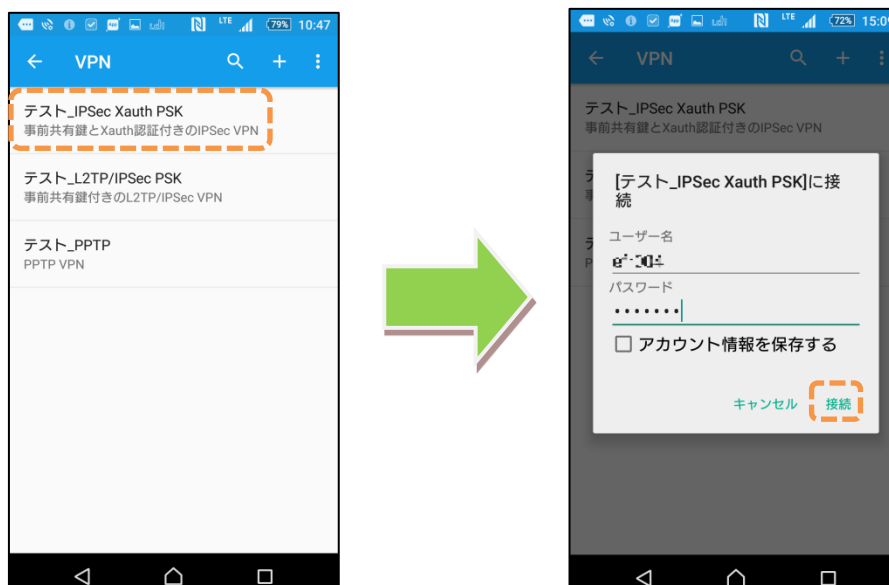 LTE 79% 10:47
VPN
テスト_IPSec Xauth PSK
事前共有鍵とXauth認証付きのIPSec VPN
テスト_L2TP/IPSec PSK
事前共有鍵付きのL2TP/IPSec VPN
テスト_PPTP
PPTP VPN
LTE 72% 15:09
VPN
テスト_IPSec Xauth PSK
事前共有鍵とXauth認証付きのIPSec VPN
[テスト_IPSec Xauth PSK]に接
続
ユーザー名
パスワード
アカウント情報を保存する
キャンセル 接続